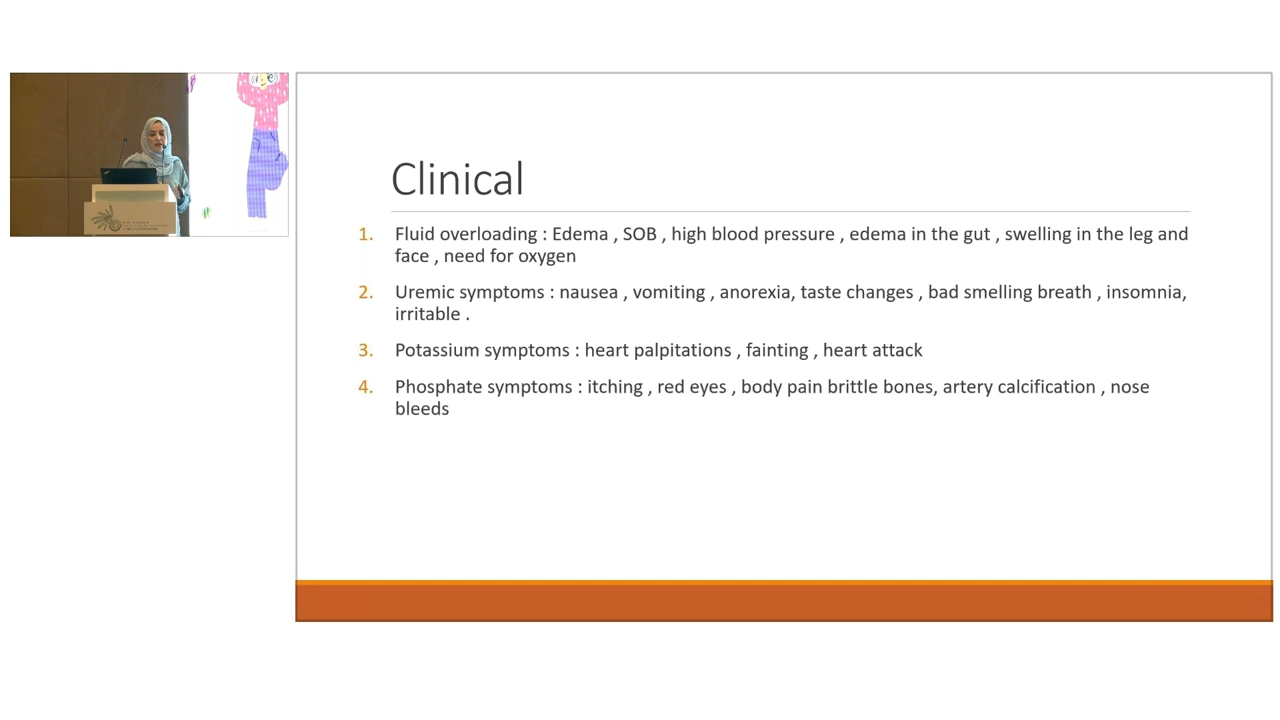 Clinical
1. Fluid overloading : Edema , SOB , high blood pressure , edema in the gut , swelling in the leg and
face , need for oxygen
2. Uremic symptoms : nausea , vomiting , anorexia, taste changes , bad smelling breath , insomnia,
irritable .
3. Potassium symptoms : heart palpitations , fainting , heart attack
4. Phosphate symptoms : itching , red eyes , body pain brittle bones, artery calcification , nose
bleeds